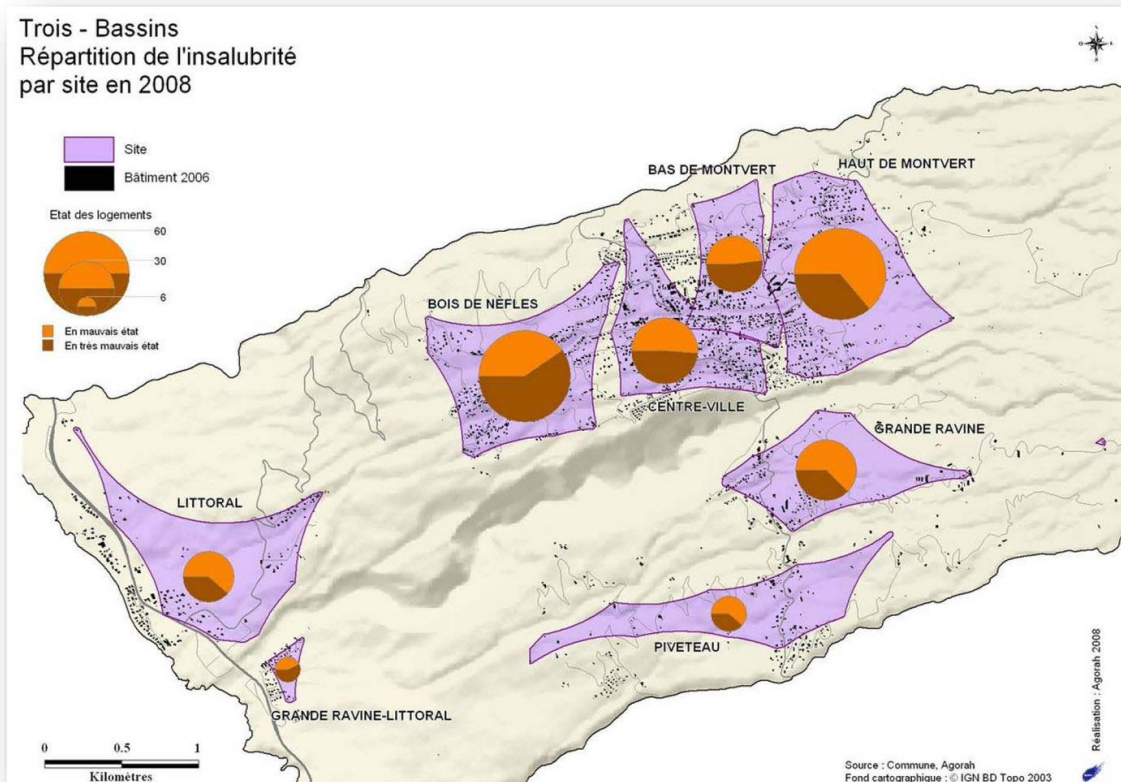 Trois - Bassins
Répartition de l'insalubrité
par site en 2008
Site
Bâtiment 2006
Etat des logements
60
30
6
En mauvais état
En très mauvais état
BAS DE MONTVERT
HAUT DE MONTVERT
BOIS DE NÈFLES
CENTRE-VILLE
GRANDE RAVINE
LITTORAL
PIVETEAU
GRANDE RAVINE-LITTORAL
0 0.5 1
Kilomètres
Réalisation : Agorah 2008
Source : Commune, Agorah
Fond cartographique : © IGN BD Topo 2003